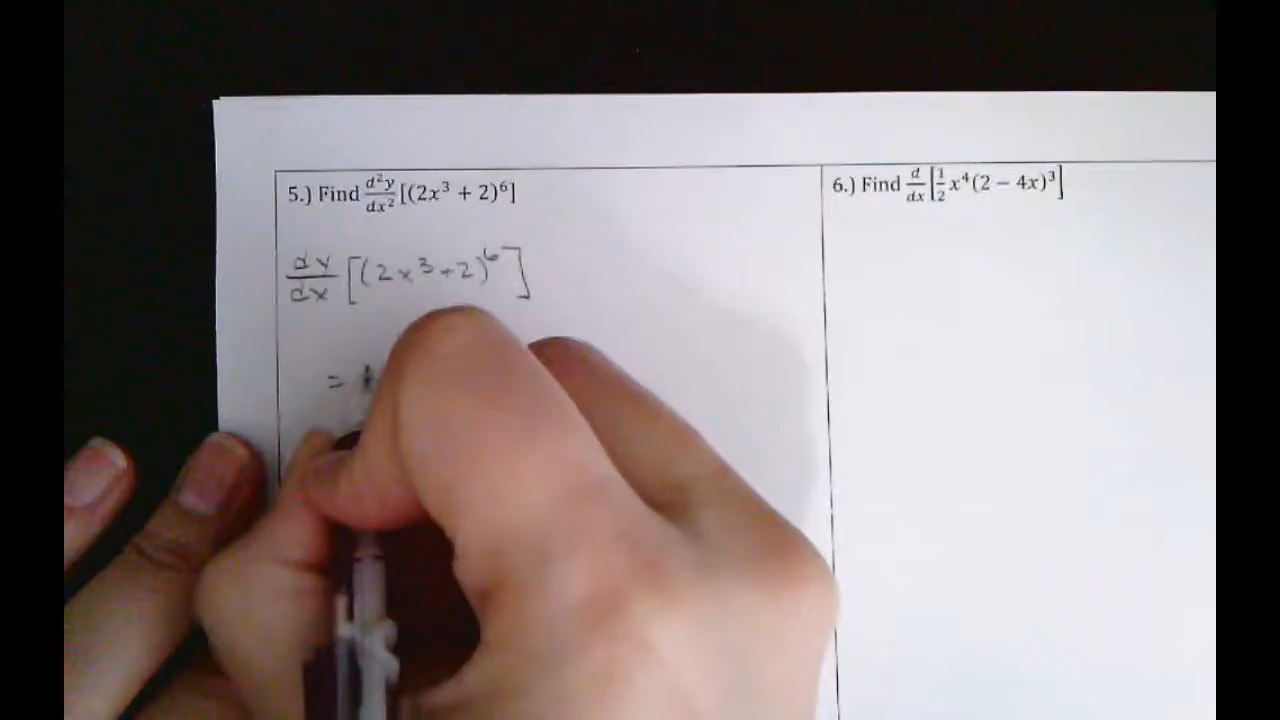 5.) Find d²y/dx² [(2x³ + 2)⁶]
dy/dx [(2x³+2)⁶]
=
6.) Find d/dx [1/2 x⁴(2 − 4x)³]